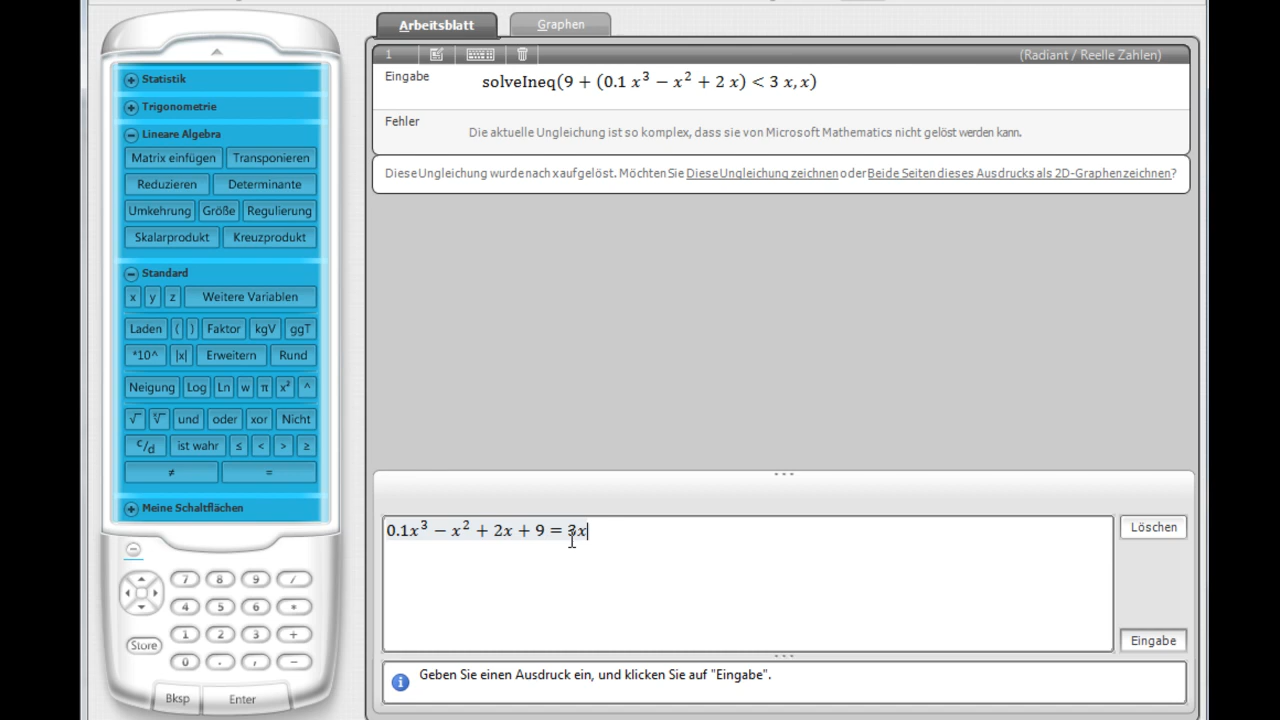 Arbeitsblatt
Graphen
1
(Radiant / Reelle Zahlen)
Eingabe
solveIneq(9 + (0.1 x³ − x² + 2 x) < 3 x, x)
Fehler
Die aktuelle Ungleichung ist so komplex, dass sie von Microsoft Mathematics nicht gelöst werden kann.
Diese Ungleichung wurde nach x aufgelöst. Möchten Sie Diese Ungleichung zeichnen oder Beide Seiten dieses Ausdrucks als 2D-Graphen zeichnen?
Statistik
Trigonometrie
Lineare Algebra
Matrix einfügen Transponieren
Reduzieren Determinante
Umkehrung Größe Regulierung
Skalarprodukt Kreuzprodukt
Standard
x y z Weitere Variablen
Laden ( ) Faktor kgV ggT
*10^ |x| Erweitern Rund
Neigung Log Ln w π x² ^
√ ∛ und oder xor Nicht
c/d ist wahr ≤ < > ≥
≠ =
Meine Schaltflächen
7 8 9 /
4 5 6 *
Store 1 2 3 +
0 . , −
Bksp Enter
0.1x³ − x² + 2x + 9 = 3x
Löschen
Eingabe
Geben Sie einen Ausdruck ein, und klicken Sie auf "Eingabe".